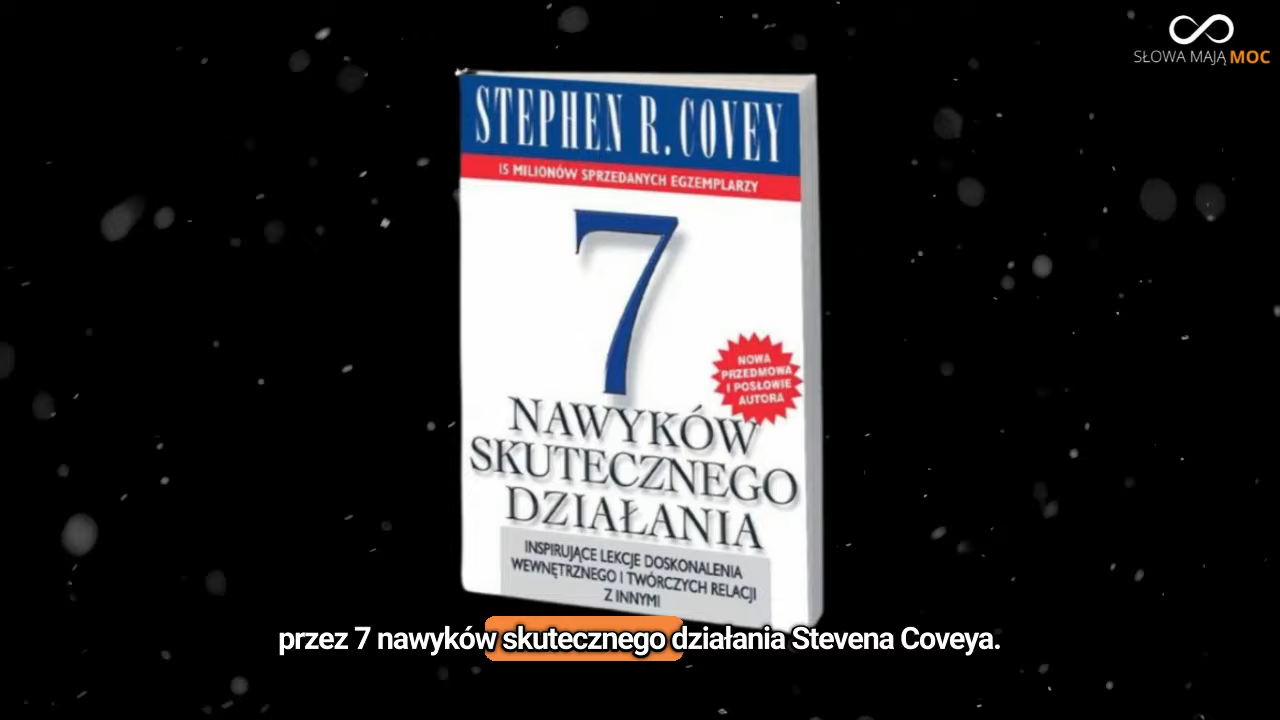 SŁOWA MAJĄ MOC
STEPHEN R. COVEY
15 MILIONÓW SPRZEDANYCH EGZEMPLARZY
7
NOWA
PRZEDMOWA
I POSŁOWIE
AUTORA
NAWYKÓW
SKUTECZNEGO
DZIAŁANIA
INSPIRUJĄCE LEKCJE DOSKONALENIA
WEWNĘTRZNEGO I TWÓRCZYCH RELACJI
Z INNYMI
przez 7 nawyków skutecznego działania Stevena Coveya.